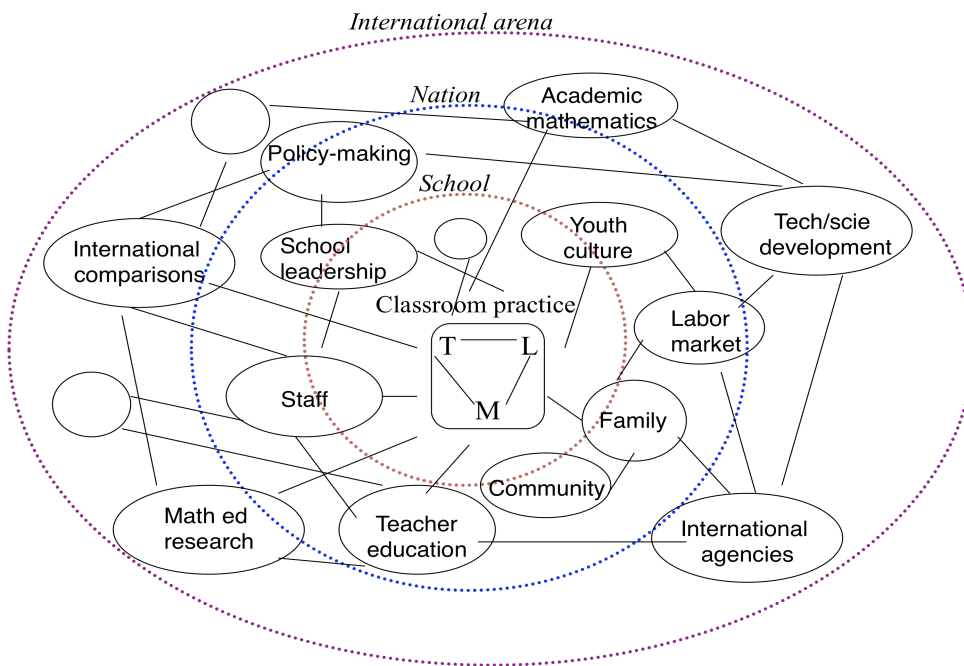 International arena
Nation
Academic
mathematics
Policy-making
School
Youth
culture
Tech/scie
development
International
comparisons
School
leadership
Classroom practice
Labor
market
T L
M
Staff
Family
Community
Math ed
research
Teacher
education
International
agencies